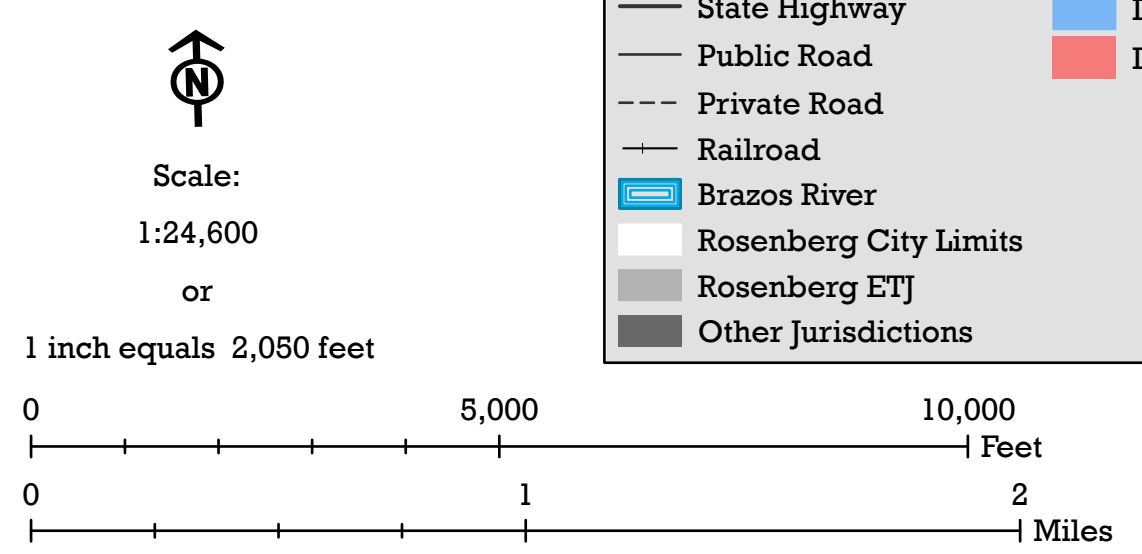 N
Scale:
1:24,600
or
1 inch equals 2,050 feet
State Highway
Public Road
Private Road
Railroad
Brazos River
Rosenberg City Limits
Rosenberg ETJ
Other Jurisdictions
0 5,000 10,000
Feet
0 1 2
Miles